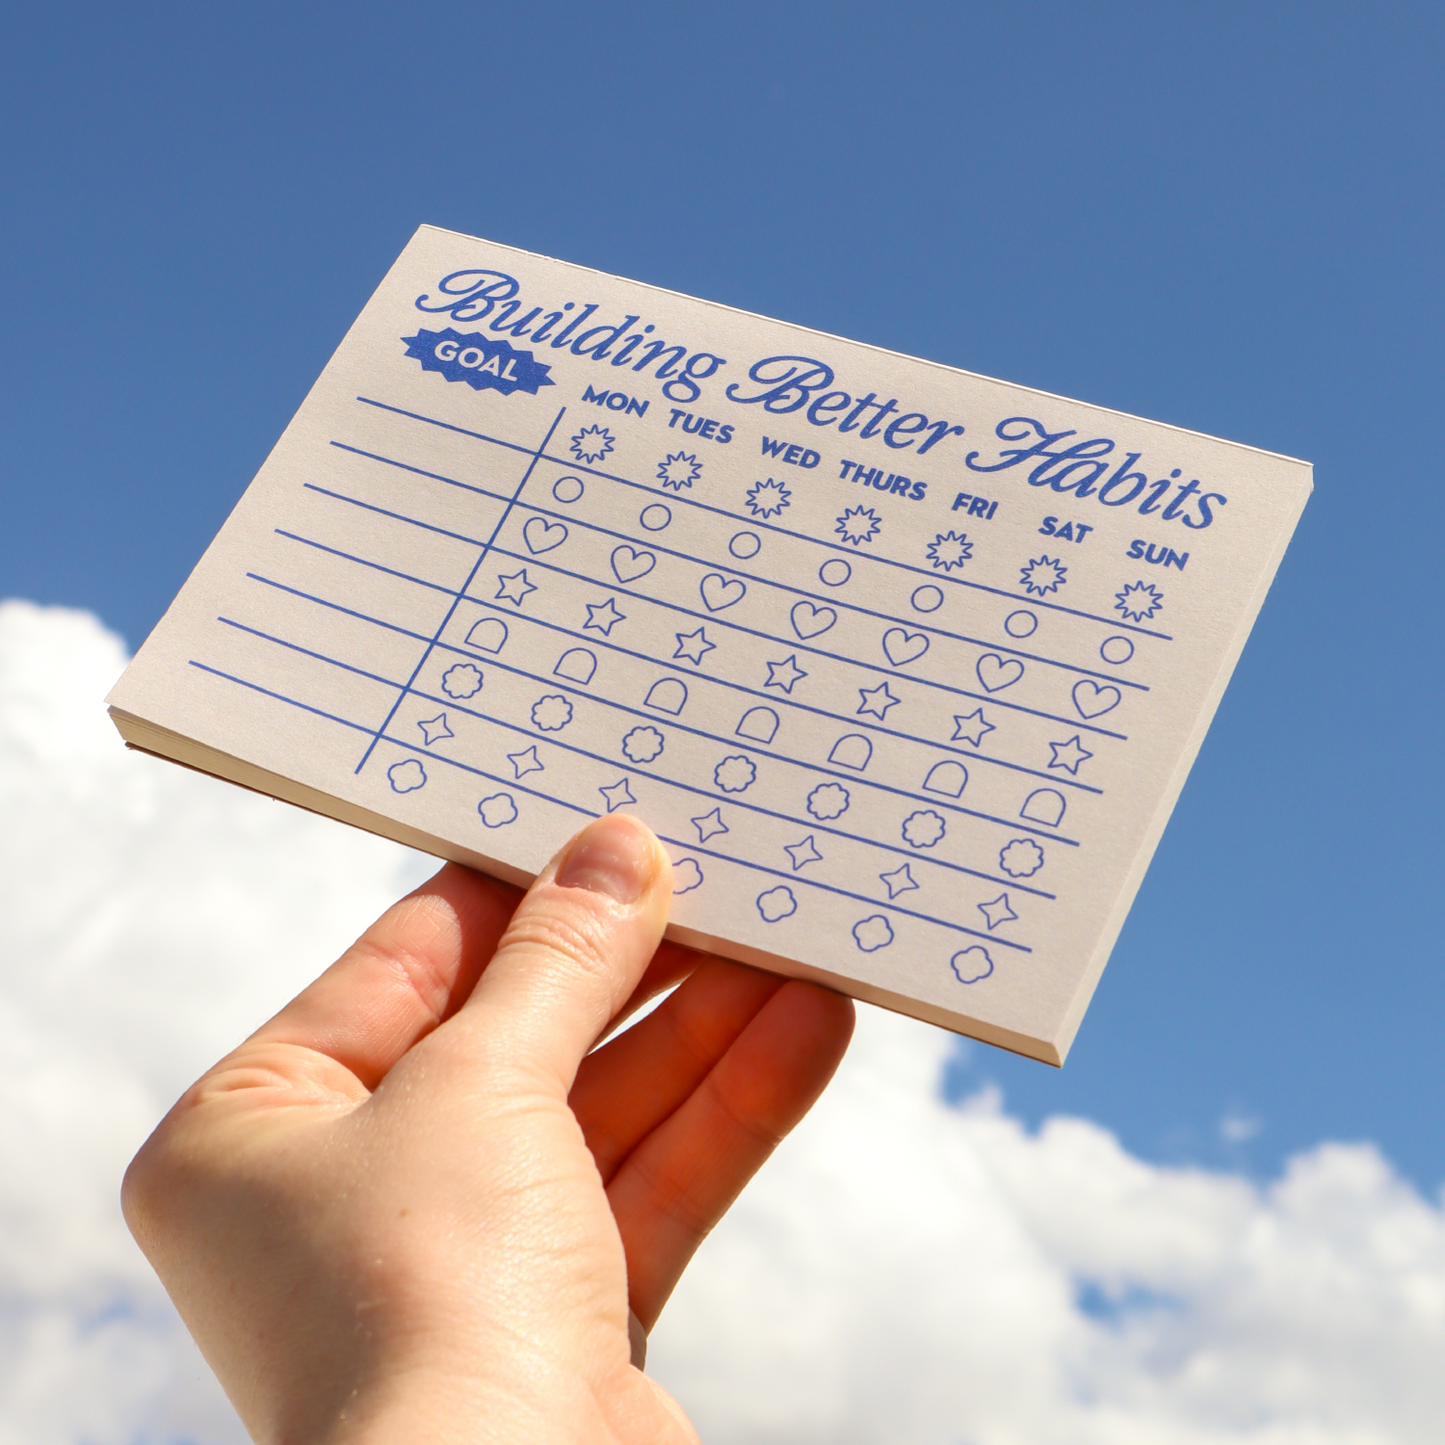 Building Better Habits
GOAL
MON TUES WED THURS FRI SAT SUN